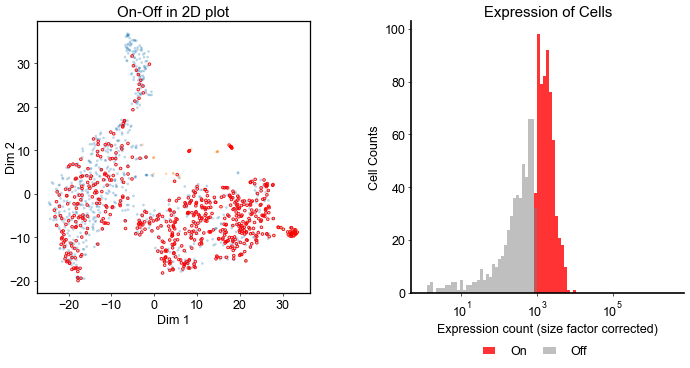 On-Off in 2D plot
Dim 2
30
20
10
0
−10
−20
−20 −10 0 10 20 30
Dim 1
Expression of Cells
Cell Counts
100
80
60
40
20
0
10^1 10^3 10^5
Expression count (size factor corrected)
On Off